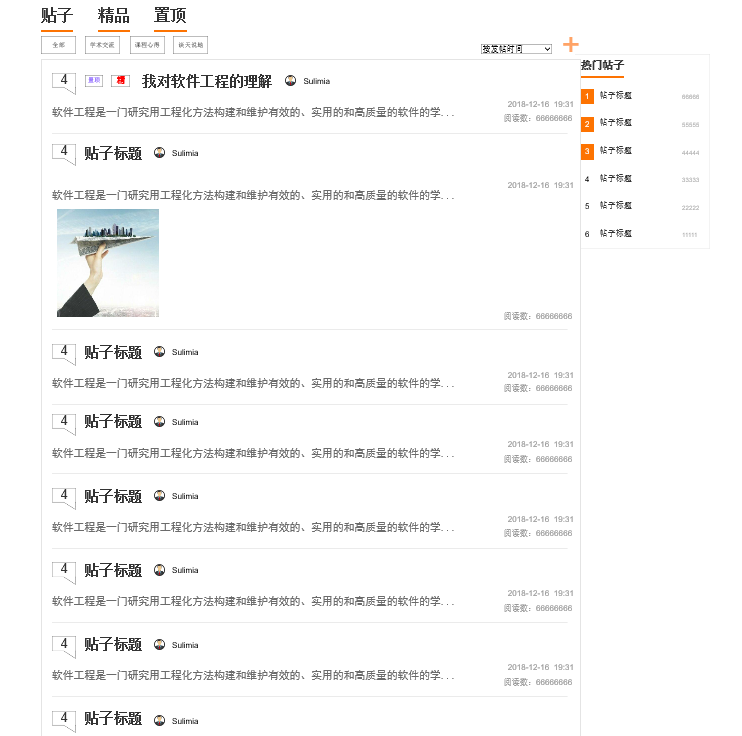 贴子 精品 置顶
全部 学术交流 课程心得 谈天说地
按发帖时间
4 置顶 精 我对软件工程的理解 Sulimia
软件工程是一门研究用工程化方法构建和维护有效的、实用的和高质量的软件的学...
2018-12-16 19:31
阅读数：66666666
4 贴子标题 Sulimia
软件工程是一门研究用工程化方法构建和维护有效的、实用的和高质量的软件的学...
2018-12-16 19:31
阅读数：66666666
4 贴子标题 Sulimia
软件工程是一门研究用工程化方法构建和维护有效的、实用的和高质量的软件的学...
2018-12-16 19:31
阅读数：66666666
4 贴子标题 Sulimia
软件工程是一门研究用工程化方法构建和维护有效的、实用的和高质量的软件的学...
2018-12-16 19:31
阅读数：66666666
4 贴子标题 Sulimia
软件工程是一门研究用工程化方法构建和维护有效的、实用的和高质量的软件的学...
2018-12-16 19:31
阅读数：66666666
4 贴子标题 Sulimia
软件工程是一门研究用工程化方法构建和维护有效的、实用的和高质量的软件的学...
2018-12-16 19:31
阅读数：66666666
4 贴子标题 Sulimia
软件工程是一门研究用工程化方法构建和维护有效的、实用的和高质量的软件的学...
2018-12-16 19:31
阅读数：66666666
4 贴子标题 Sulimia
热门帖子
1 帖子标题 66666
2 帖子标题 55555
3 帖子标题 44444
4 帖子标题 33333
5 帖子标题 22222
6 帖子标题 11111